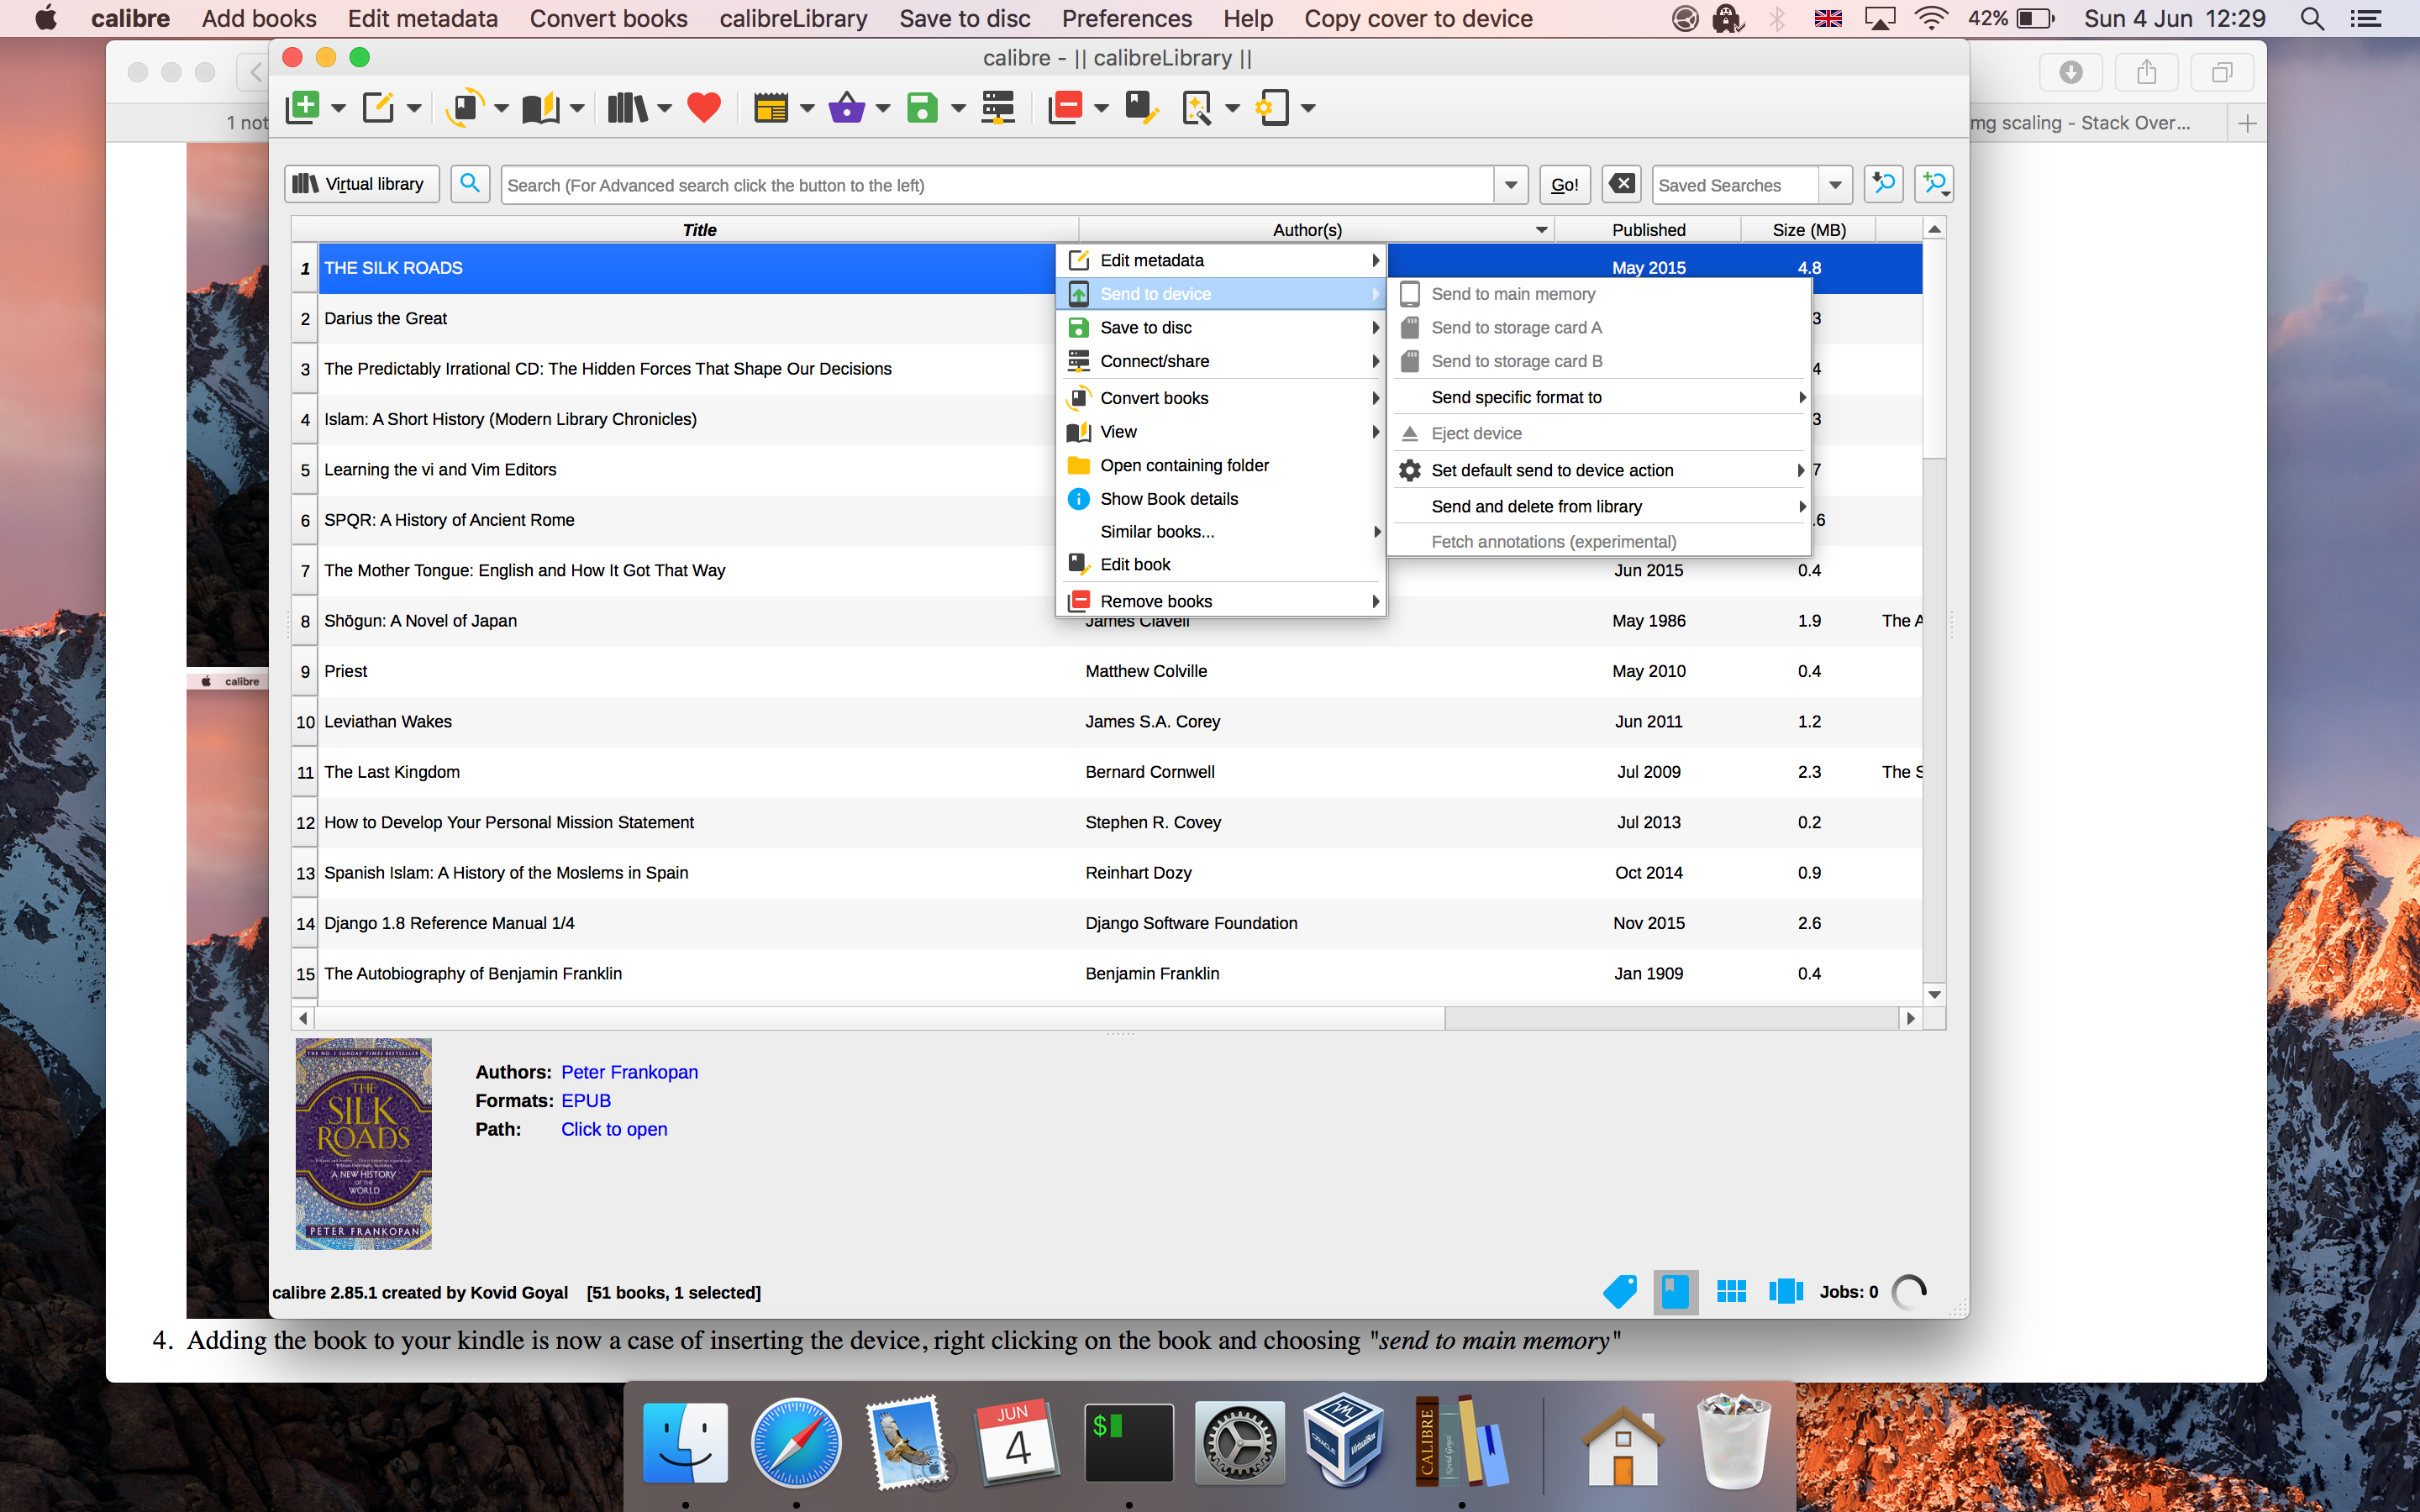 calibre Add books Edit metadata Convert books calibreLibrary Save to disc Preferences Help Copy cover to device 42% Sun 4 Jun 12:29
calibre - || calibreLibrary ||
1 not
mg scaling - Stack Over...
Virtual library
Search (For Advanced search click the button to the left)
Go!
Saved Searches
Title Author(s) Published Size (MB)
1 THE SILK ROADS May 2015 4.8
2 Darius the Great 3
3 The Predictably Irrational CD: The Hidden Forces That Shape Our Decisions 4
4 Islam: A Short History (Modern Library Chronicles) 3
5 Learning the vi and Vim Editors 7
6 SPQR: A History of Ancient Rome .6
7 The Mother Tongue: English and How It Got That Way Jun 2015 0.4
8 Shōgun: A Novel of Japan James Clavell May 1986 1.9 The A
9 Priest Matthew Colville May 2010 0.4
10 Leviathan Wakes James S.A. Corey Jun 2011 1.2
11 The Last Kingdom Bernard Cornwell Jul 2009 2.3 The S
12 How to Develop Your Personal Mission Statement Stephen R. Covey Jul 2013 0.2
13 Spanish Islam: A History of the Moslems in Spain Reinhart Dozy Oct 2014 0.9
14 Django 1.8 Reference Manual 1/4 Django Software Foundation Nov 2015 2.6
15 The Autobiography of Benjamin Franklin Benjamin Franklin Jan 1909 0.4
Edit metadata
Send to device
Save to disc
Connect/share
Convert books
View
Open containing folder
Show Book details
Similar books...
Edit book
Remove books
Send to main memory
Send to storage card A
Send to storage card B
Send specific format to
Eject device
Set default send to device action
Send and delete from library
Fetch annotations (experimental)
calibre
THE NO. 1 SUNDAY TIMES BESTSELLER
THE
SILK
ROADS
A NEW HISTORY
OF THE
WORLD
PETER FRANKOPAN
Authors: Peter Frankopan
Formats: EPUB
Path: Click to open
calibre 2.85.1 created by Kovid Goyal [51 books, 1 selected]
Jobs: 0
4. Adding the book to your kindle is now a case of inserting the device, right clicking on the book and choosing "send to main memory"
JUN
4
$
ORACLE
VirtualBox
CALIBRE
Kovid Goyal